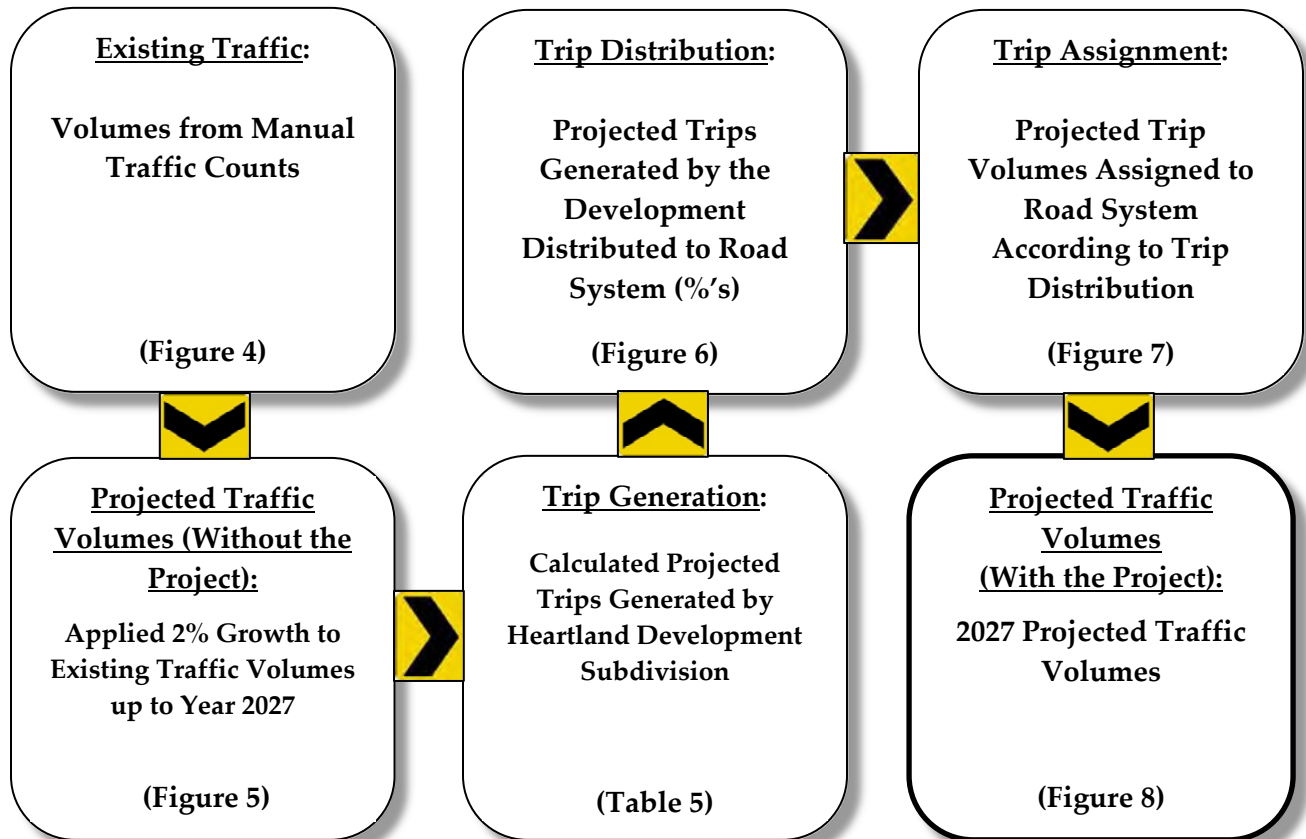 Existing Traffic:
Volumes from Manual
Traffic Counts
(Figure 4)
Projected Traffic
Volumes (Without the
Project):
Applied 2% Growth to
Existing Traffic Volumes
up to Year 2027
(Figure 5)
Trip Generation:
Calculated Projected
Trips Generated by
Heartland Development
Subdivision
(Table 5)
Trip Distribution:
Projected Trips
Generated by the
Development
Distributed to Road
System (%’s)
(Figure 6)
Trip Assignment:
Projected Trip
Volumes Assigned to
Road System
According to Trip
Distribution
(Figure 7)
Projected Traffic
Volumes
(With the Project):
2027 Projected Traffic
Volumes
(Figure 8)